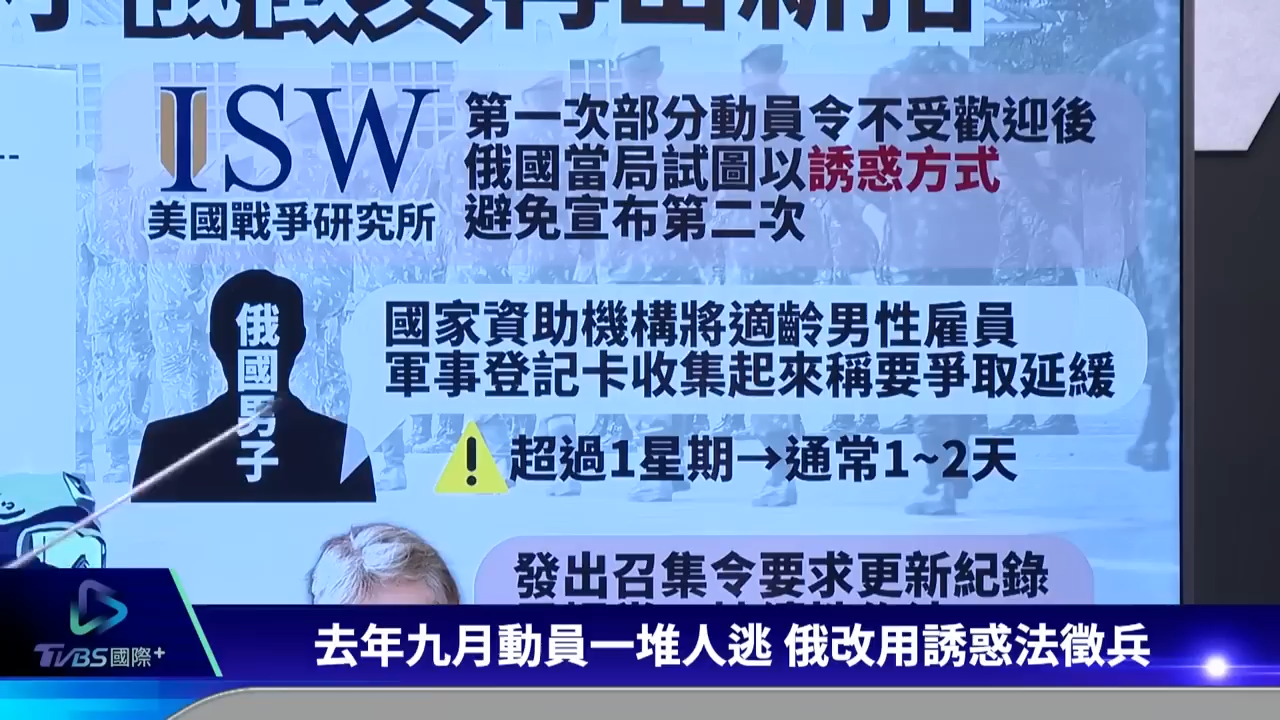 ISW
美國戰爭研究所
第一次部分動員令不受歡迎後
俄國當局試圖以誘惑方式
避免宣布第二次
俄國男子
國家資助機構將適齡男性雇員
軍事登記卡收集起來稱要爭取延緩
超過1星期→通常1~2天
發出召集令要求更新紀錄
去年九月動員一堆人逃 俄改用誘惑法徵兵
TVBS國際+